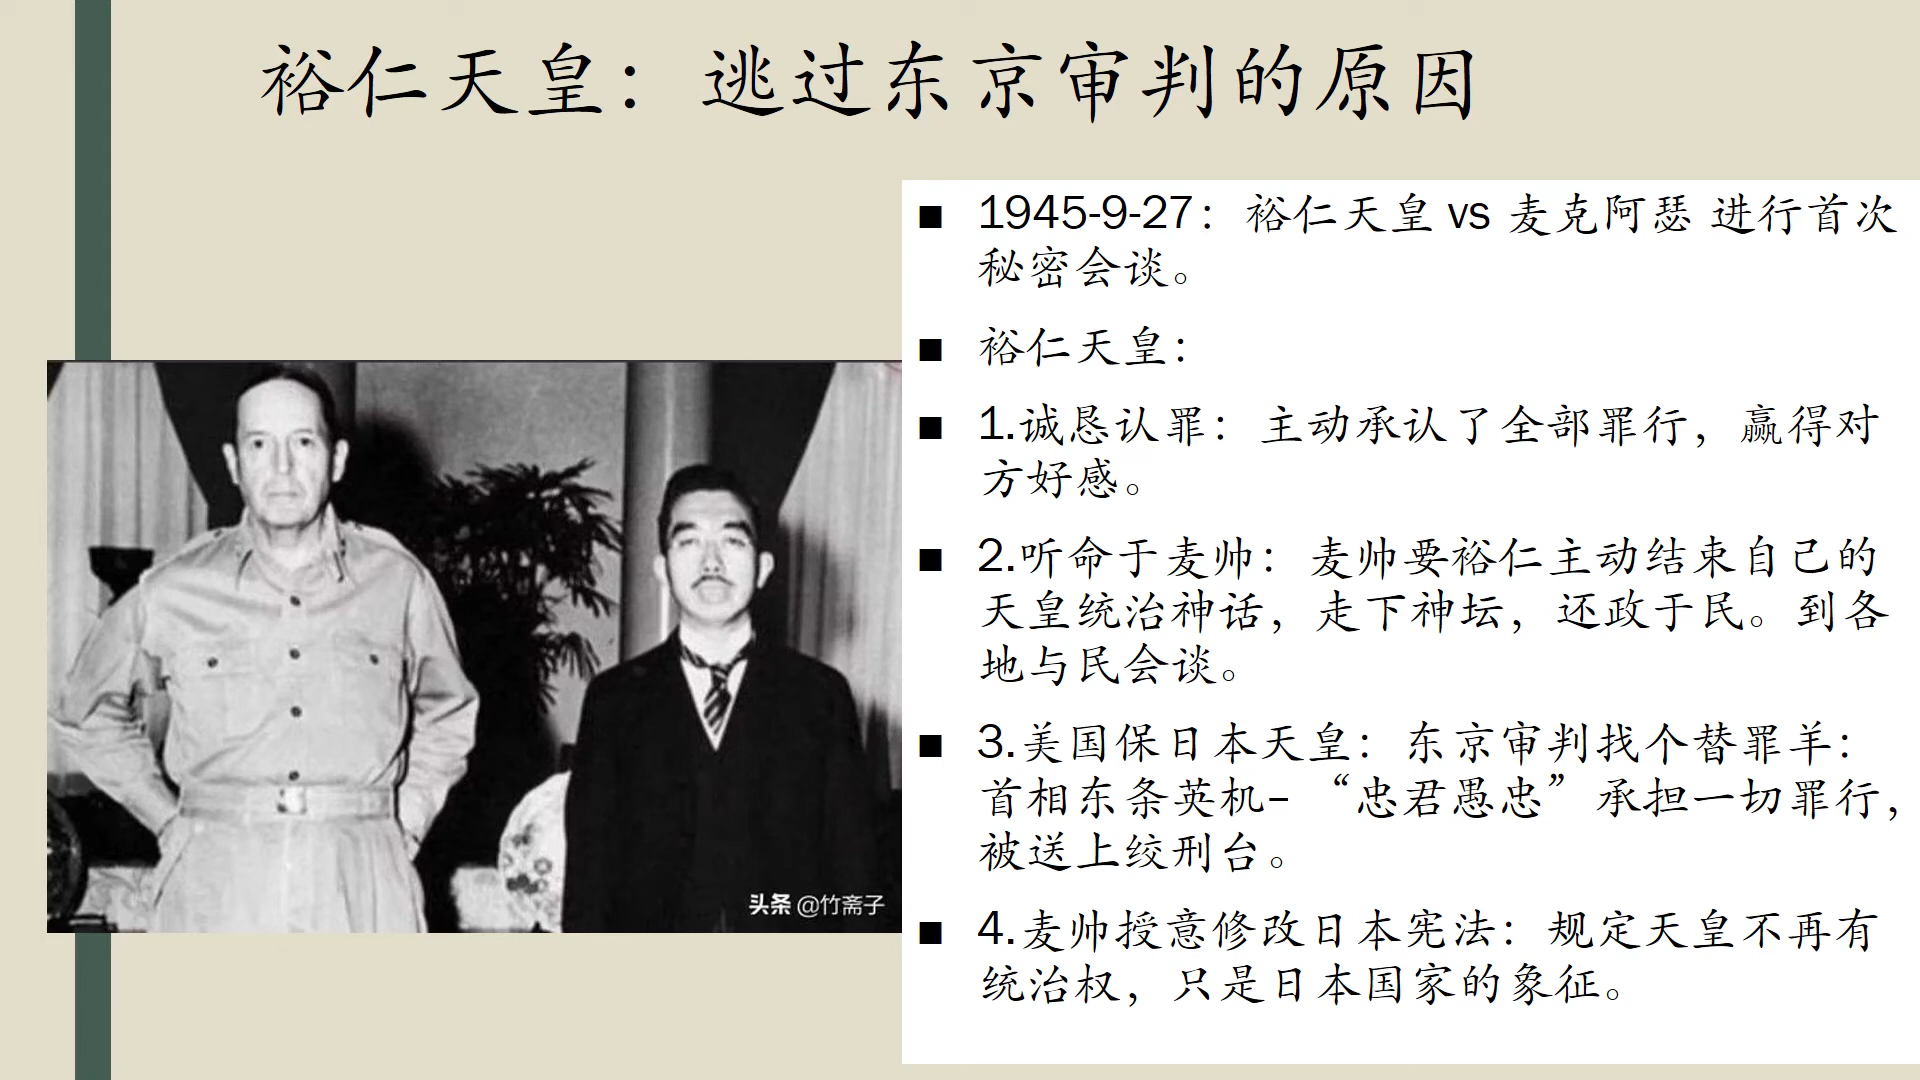 裕仁天皇：逃过东京审判的原因
■ 1945-9-27：裕仁天皇 vs 麦克阿瑟 进行首次
秘密会谈。
■ 裕仁天皇：
■ 1.诚恳认罪：主动承认了全部罪行，赢得对
方好感。
■ 2.听命于麦帅：麦帅要裕仁主动结束自己的
天皇统治神话，走下神坛，还政于民。到各
地与民会谈。
■ 3.美国保日本天皇：东京审判找个替罪羊：
首相东条英机– “忠君愚忠”承担一切罪行，
被送上绞刑台。
■ 4.麦帅授意修改日本宪法：规定天皇不再有
统治权，只是日本国家的象征。
头条 @竹斋子